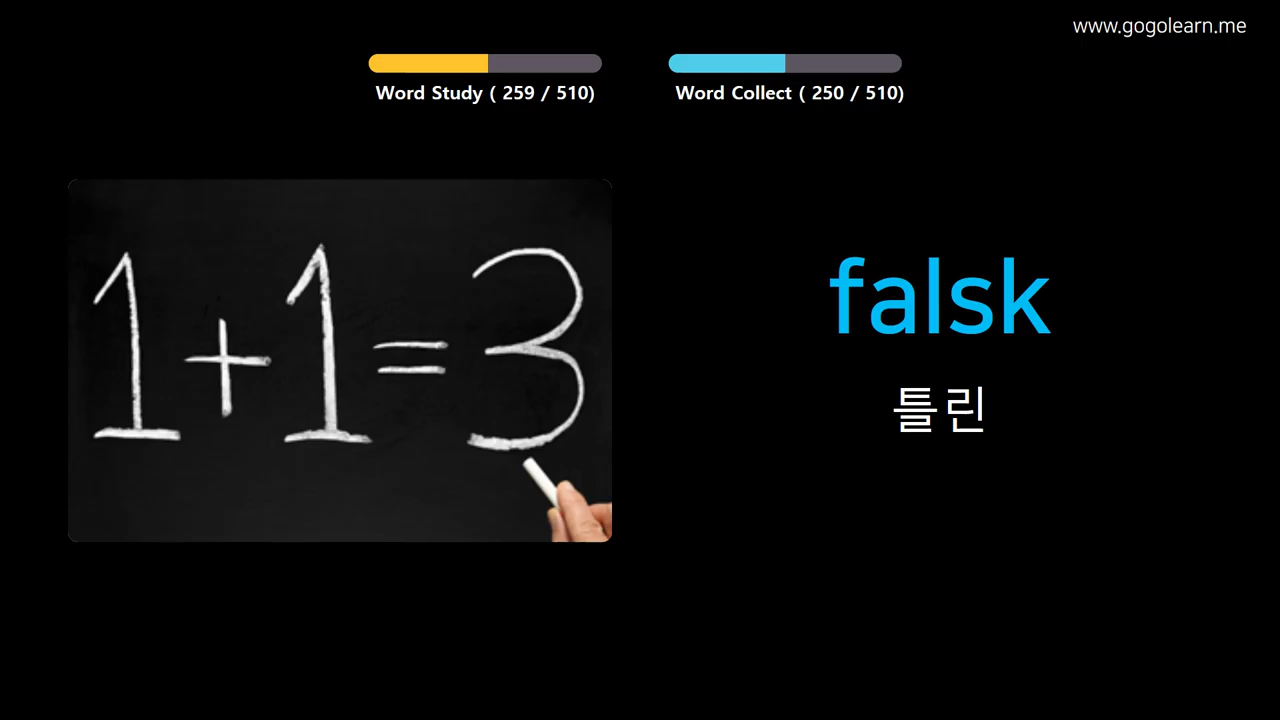 www.gogolearn.me
Word Study ( 259 / 510)
Word Collect ( 250 / 510)
1+1=3
falsk
틀린